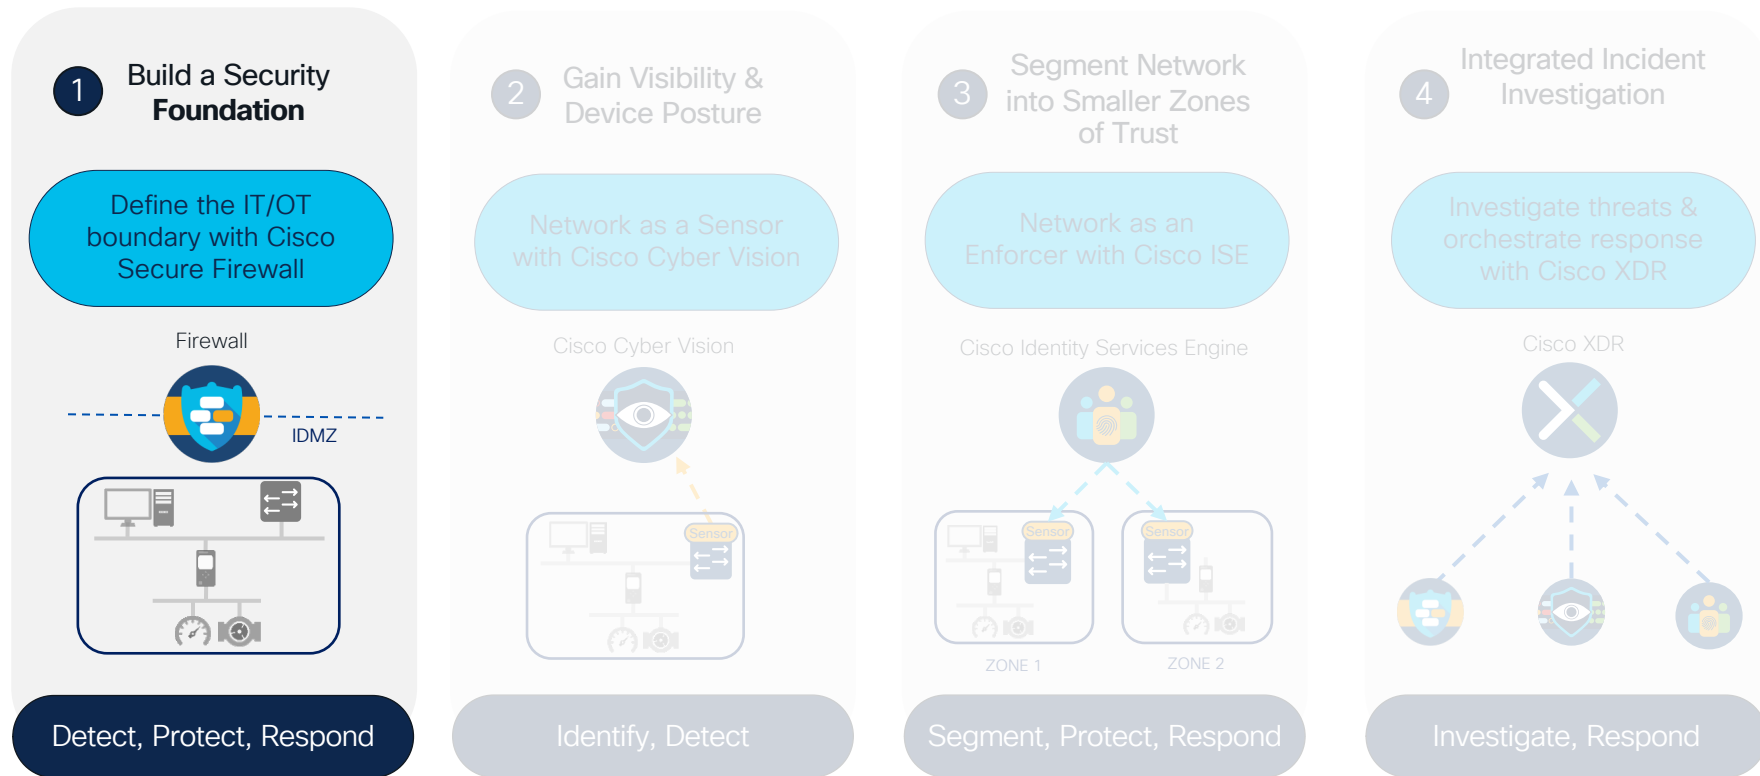 1
Build a Security
Foundation
Define the IT/OT
boundary with Cisco
Secure Firewall
Firewall
IDMZ
Detect, Protect, Respond
2
Gain Visibility &
Device Posture
Network as a Sensor
with Cisco Cyber Vision
Cisco Cyber Vision
Sensor
Identify, Detect
3
Segment Network
into Smaller Zones
of Trust
Network as an
Enforcer with Cisco ISE
Cisco Identity Services Engine
Sensor
Sensor
ZONE 1
ZONE 2
Segment, Protect, Respond
4
Integrated Incident
Investigation
Investigate threats &
orchestrate response
with Cisco XDR
Cisco XDR
Investigate, Respond